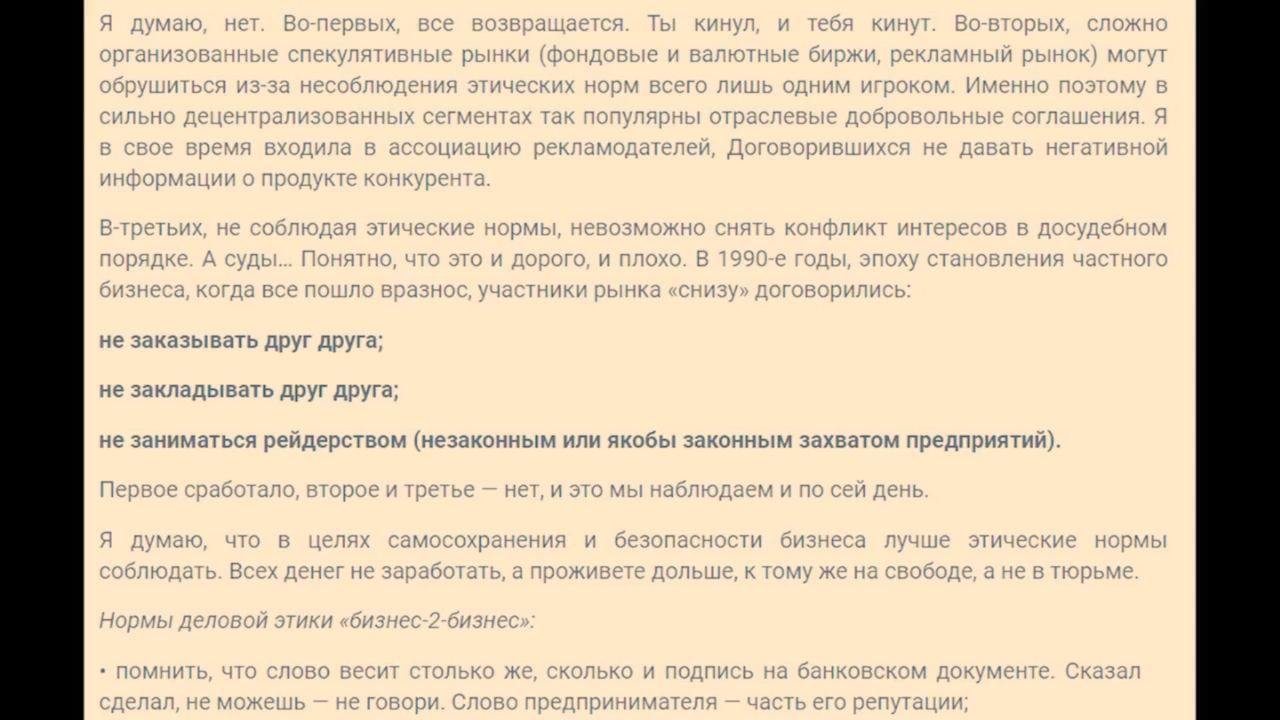 Я думаю, нет. Во-первых, все возвращается. Ты кинул, и тебя кинут. Во-вторых, сложно
организованные спекулятивные рынки (фондовые и валютные биржи, рекламный рынок) могут
обрушиться из-за несоблюдения этических норм всего лишь одним игроком. Именно поэтому в
сильно децентрализованных сегментах так популярны отраслевые добровольные соглашения. Я
в свое время входила в ассоциацию рекламодателей, Договорившихся не давать негативной
информации о продукте конкурента.
В-третьих, не соблюдая этические нормы, невозможно снять конфликт интересов в досудебном
порядке. А суды… Понятно, что это и дорого, и плохо. В 1990-е годы, эпоху становления частного
бизнеса, когда все пошло вразнос, участники рынка «снизу» договорились:
не заказывать друг друга;
не закладывать друг друга;
не заниматься рейдерством (незаконным или якобы законным захватом предприятий).
Первое сработало, второе и третье — нет, и это мы наблюдаем и по сей день.
Я думаю, что в целях самосохранения и безопасности бизнеса лучше этические нормы
соблюдать. Всех денег не заработать, а проживете дольше, к тому же на свободе, а не в тюрьме.
Нормы деловой этики «бизнес-2-бизнес»:
• помнить, что слово весит столько же, сколько и подпись на банковском документе. Сказал
сделал, не можешь — не говори. Слово предпринимателя — часть его репутации;